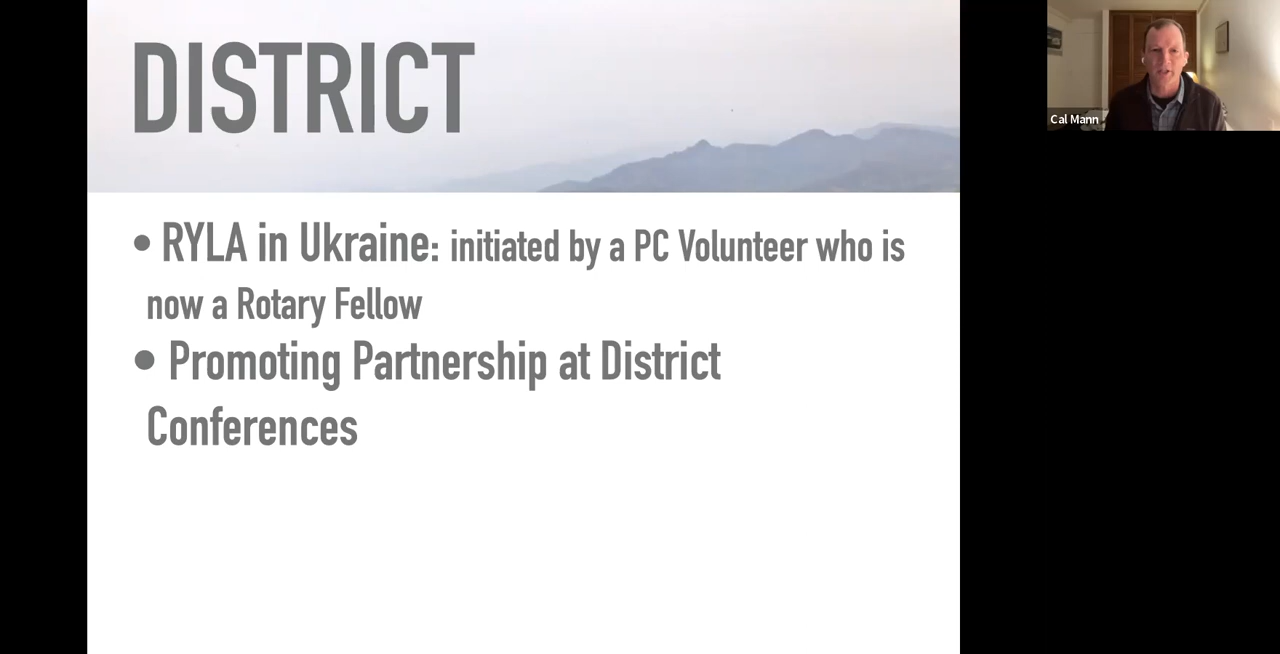 DISTRICT
• RYLA in Ukraine: initiated by a PC Volunteer who is
now a Rotary Fellow
• Promoting Partnership at District
Conferences
Cal Mann